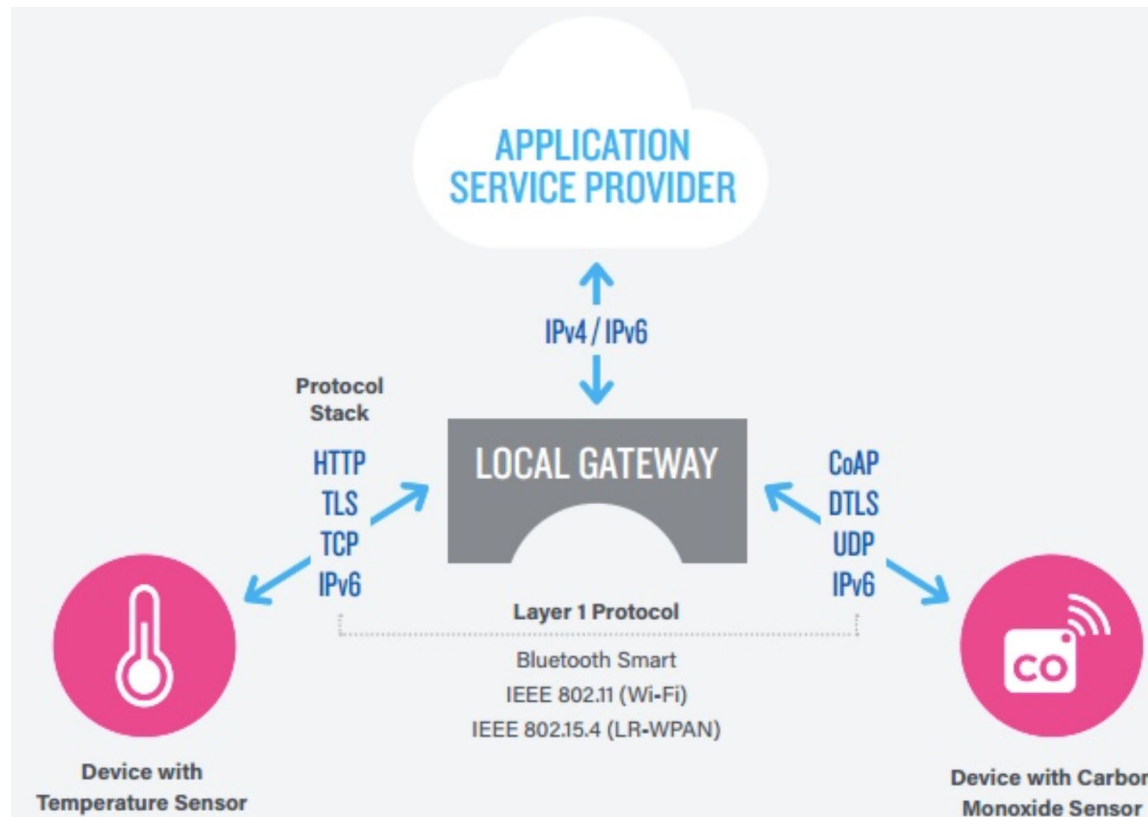 APPLICATION
SERVICE PROVIDER
IPv4 / IPv6
Protocol
Stack
HTTP
TLS
TCP
IPv6
LOCAL GATEWAY
CoAP
DTLS
UDP
IPv6
Layer 1 Protocol
Bluetooth Smart
IEEE 802.11 (Wi-Fi)
IEEE 802.15.4 (LR-WPAN)
CO
Device with
Temperature Sensor
Device with Carbon
Monoxide Sensor